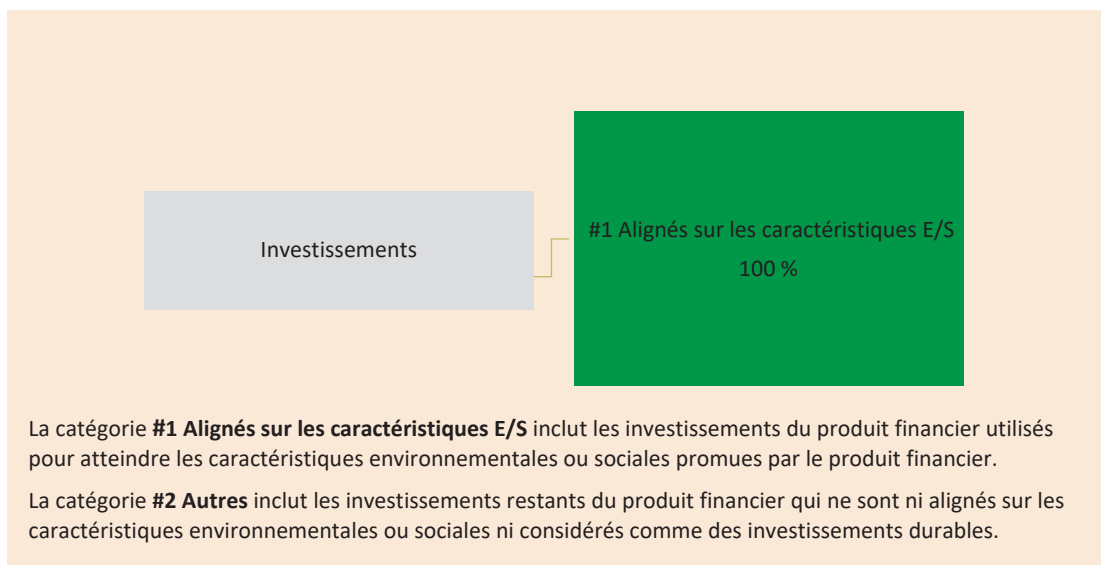 Investissements
#1 Alignés sur les caractéristiques E/S
100 %
La catégorie #1 Alignés sur les caractéristiques E/S inclut les investissements du produit financier utilisés
pour atteindre les caractéristiques environnementales ou sociales promues par le produit financier.
La catégorie #2 Autres inclut les investissements restants du produit financier qui ne sont ni alignés sur les
caractéristiques environnementales ou sociales ni considérés comme des investissements durables.